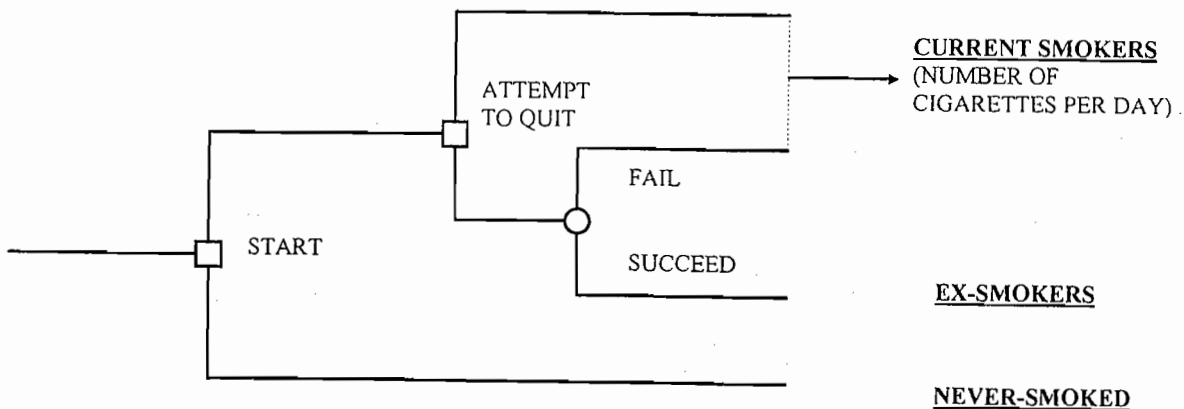 CURRENT SMOKERS
(NUMBER OF
CIGARETTES PER DAY)
ATTEMPT
TO QUIT
FAIL
START
SUCCEED
EX-SMOKERS
NEVER-SMOKED